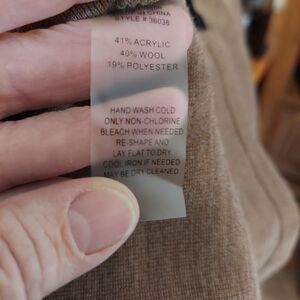 CHINA
STYLE # 36038
41% ACRYLIC
40% WOOL
19% POLYESTER
HAND WASH COLD
ONLY NON-CHLORINE
BLEACH WHEN NEEDED
RE-SHAPE AND
LAY FLAT TO DRY
COOL IRON IF NEEDED
MAY BE DRY CLEANED